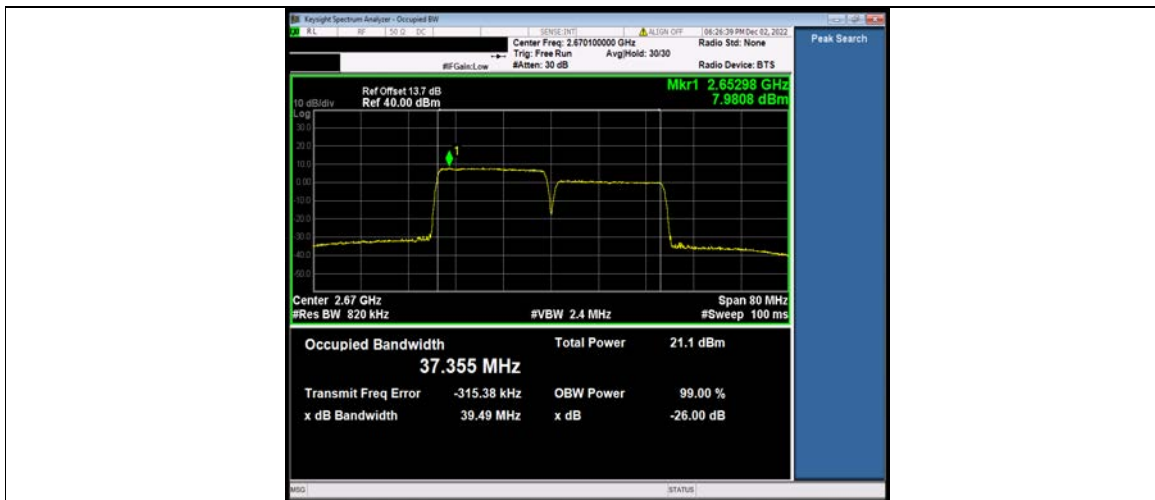 Keysight Spectrum Analyzer - Occupied BW
RL RF 50 Ω DC SENSE:INT ALIGN OFF 06:26:39 PM Dec 02, 2022
Center Freq: 2.670100000 GHz Radio Std: None
Trig: Free Run Avg|Hold: 30/30
#IFGain:Low #Atten: 30 dB Radio Device: BTS
Peak Search
Mkr1 2.65298 GHz
7.9808 dBm
Ref Offset 13.7 dB
10 dB/div Ref 40.00 dBm
Log
30.0
20.0
10.0
0.00
-10.0
-20.0
-30.0
-40.0
-50.0
1
Center 2.67 GHz Span 80 MHz
#Res BW 820 kHz #VBW 2.4 MHz #Sweep 100 ms
Occupied Bandwidth Total Power 21.1 dBm
37.355 MHz
Transmit Freq Error -315.38 kHz OBW Power 99.00 %
x dB Bandwidth 39.49 MHz x dB -26.00 dB
MSG STATUS